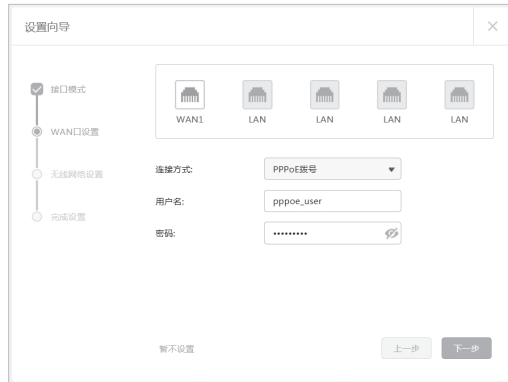 设置向导
接口模式
WAN口设置
无线网络设置
完成设置
WAN1 LAN LAN LAN LAN
连接方式: PPPoE拨号
用户名: pppoe_user
密码: •••••••••
暂不设置 上一步 下一步